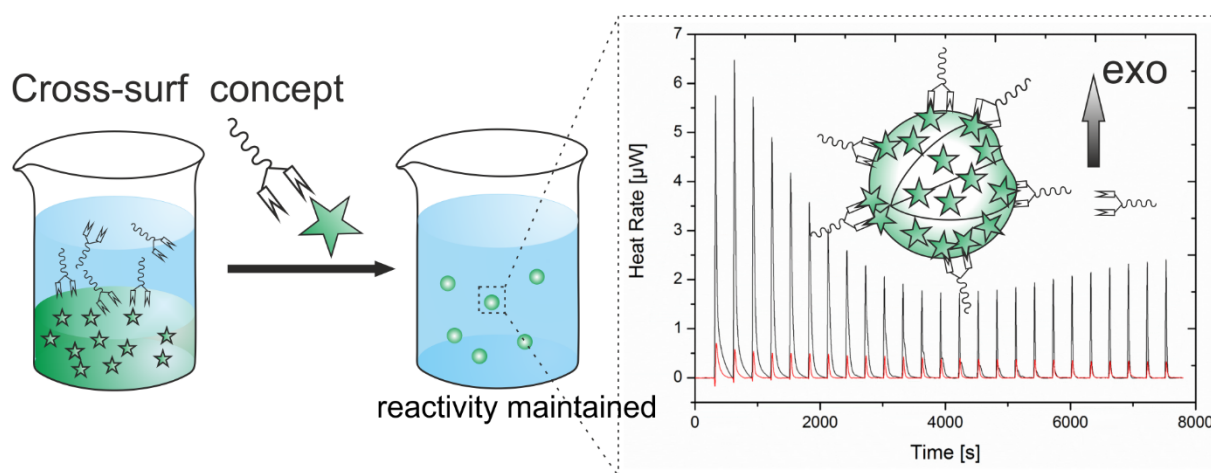 Cross-surf concept
reactivity maintained
exo
Heat Rate [µW]
7
6
5
4
3
2
1
0
0
2000
4000
6000
8000
Time [s]